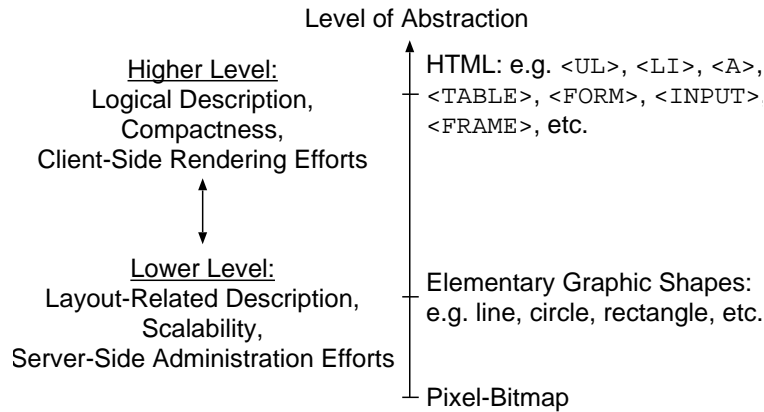 Level of Abstraction
Higher Level:
Logical Description,
Compactness,
Client-Side Rendering Efforts
HTML: e.g. <UL>, <LI>, <A>,
<TABLE>, <FORM>, <INPUT>,
<FRAME>, etc.
Lower Level:
Layout-Related Description,
Scalability,
Server-Side Administration Efforts
Elementary Graphic Shapes:
e.g. line, circle, rectangle, etc.
Pixel-Bitmap